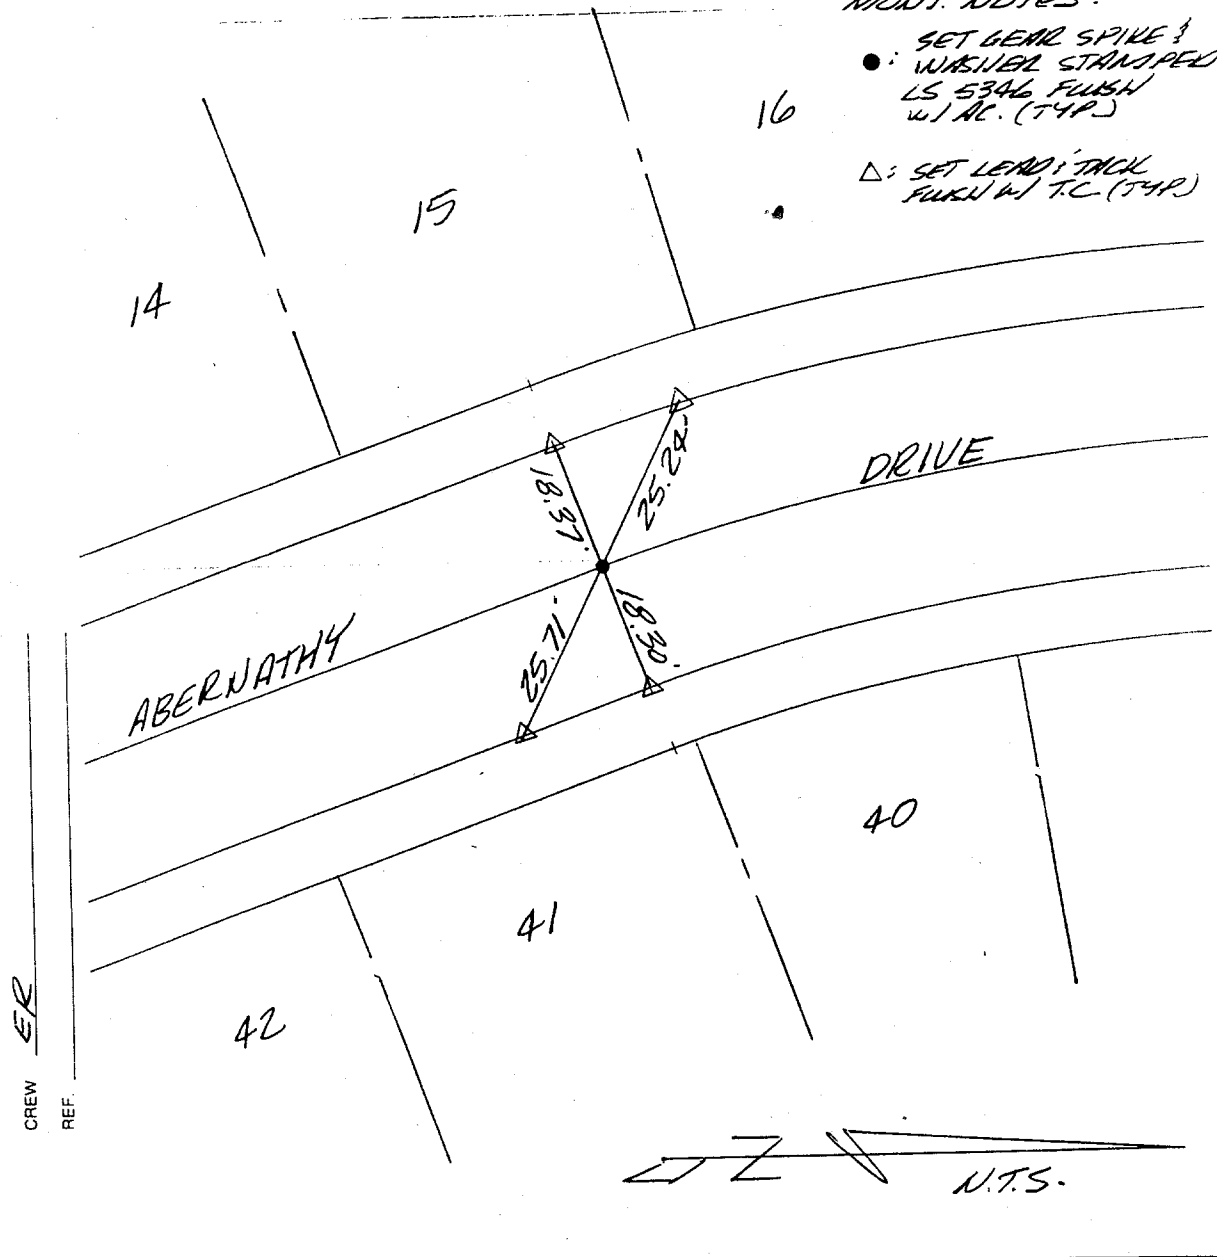 MONT. NOTES:
●: SET GEAR SPIKE &
WASHER STAMPED
LS 5346 FLUSH
W/ AC. (TYP.)
△: SET LEAD & TACK
FLUSH W/ T.C. (TYP.)
16
15
14
DRIVE
18.37'
25.24'
ABERNATHY
25.71'
18.30'
40
41
42
CREW ER
REF.
N
N.T.S.